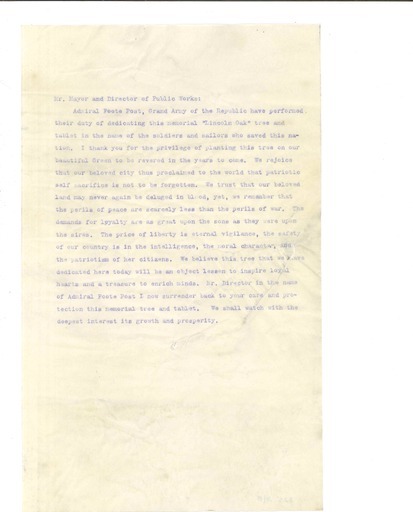 Mr. Mayor and Director of Public Works:
Admiral Foote Post, Grand Army of the Republic have performed
their duty of dedicating this memorial "Lincoln Oak" tree and
tablet in the name of the soldiers and sailors who saved this na-
tion. I thank you for the privilege of planting this tree on our
beautiful Green to be revered in the years to come. We rejoice
that our beloved city thus proclaimed to the world that patriotic
self sacrifice is not to be forgotten. We trust that our beloved
land may never again be deluged in blood, yet, we remember that
the perils of peace are scarcely less than the perils of war. The
demands for loyalty are as great upon the sons as they were upon
the sires. The price of liberty is eternal vigilance, the safety
of our country is in the intelligence, the moral character, and
the patriotism of her citizens. We believe this tree that we have
dedicated here today will be an object lesson to inspire loyal
hearts and a treasure to enrich minds. Mr. Director in the name
of Admiral Foote Post I now surrender back to your care and pro-
tection this memorial tree and tablet. We shall watch with the
deepest interest its growth and prosperity.